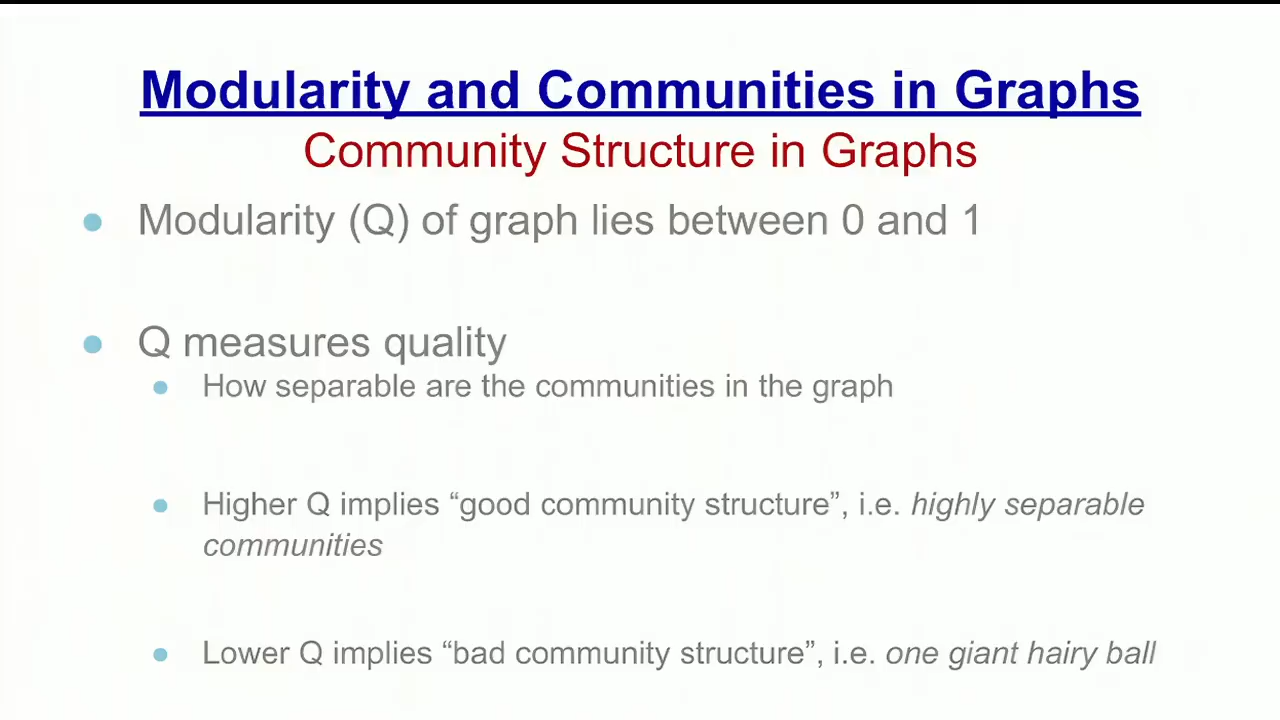 Modularity and Communities in Graphs
Community Structure in Graphs
Modularity (Q) of graph lies between 0 and 1
Q measures quality
How separable are the communities in the graph
Higher Q implies “good community structure”, i.e. highly separable
communities
Lower Q implies “bad community structure”, i.e. one giant hairy ball